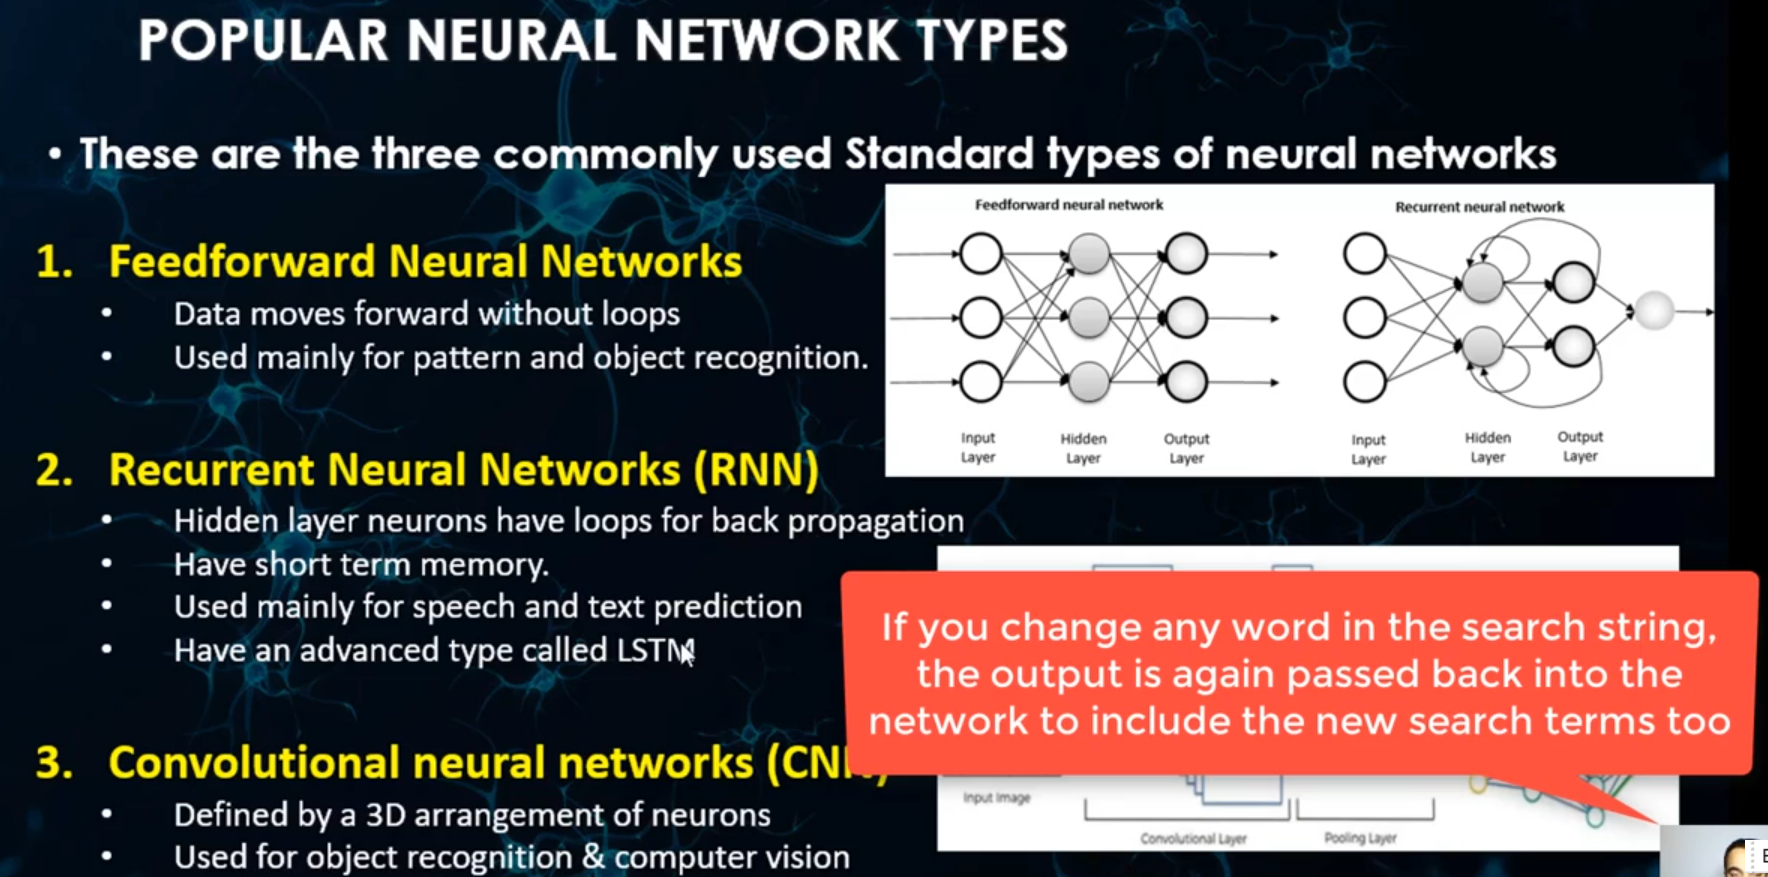 POPULAR NEURAL NETWORK TYPES
• These are the three commonly used Standard types of neural networks
1. Feedforward Neural Networks
• Data moves forward without loops
• Used mainly for pattern and object recognition.
Feedforward neural network
Recurrent neural network
Input Layer
Hidden Layer
Output Layer
Input Layer
Hidden Layer
Output Layer
2. Recurrent Neural Networks (RNN)
• Hidden layer neurons have loops for back propagation
• Have short term memory.
• Used mainly for speech and text prediction
• Have an advanced type called LSTM
If you change any word in the search string,
the output is again passed back into the
network to include the new search terms too
3. Convolutional neural networks (CNN)
• Defined by a 3D arrangement of neurons
• Used for object recognition & computer vision
Input Image
Convolutional Layer
Pooling Layer